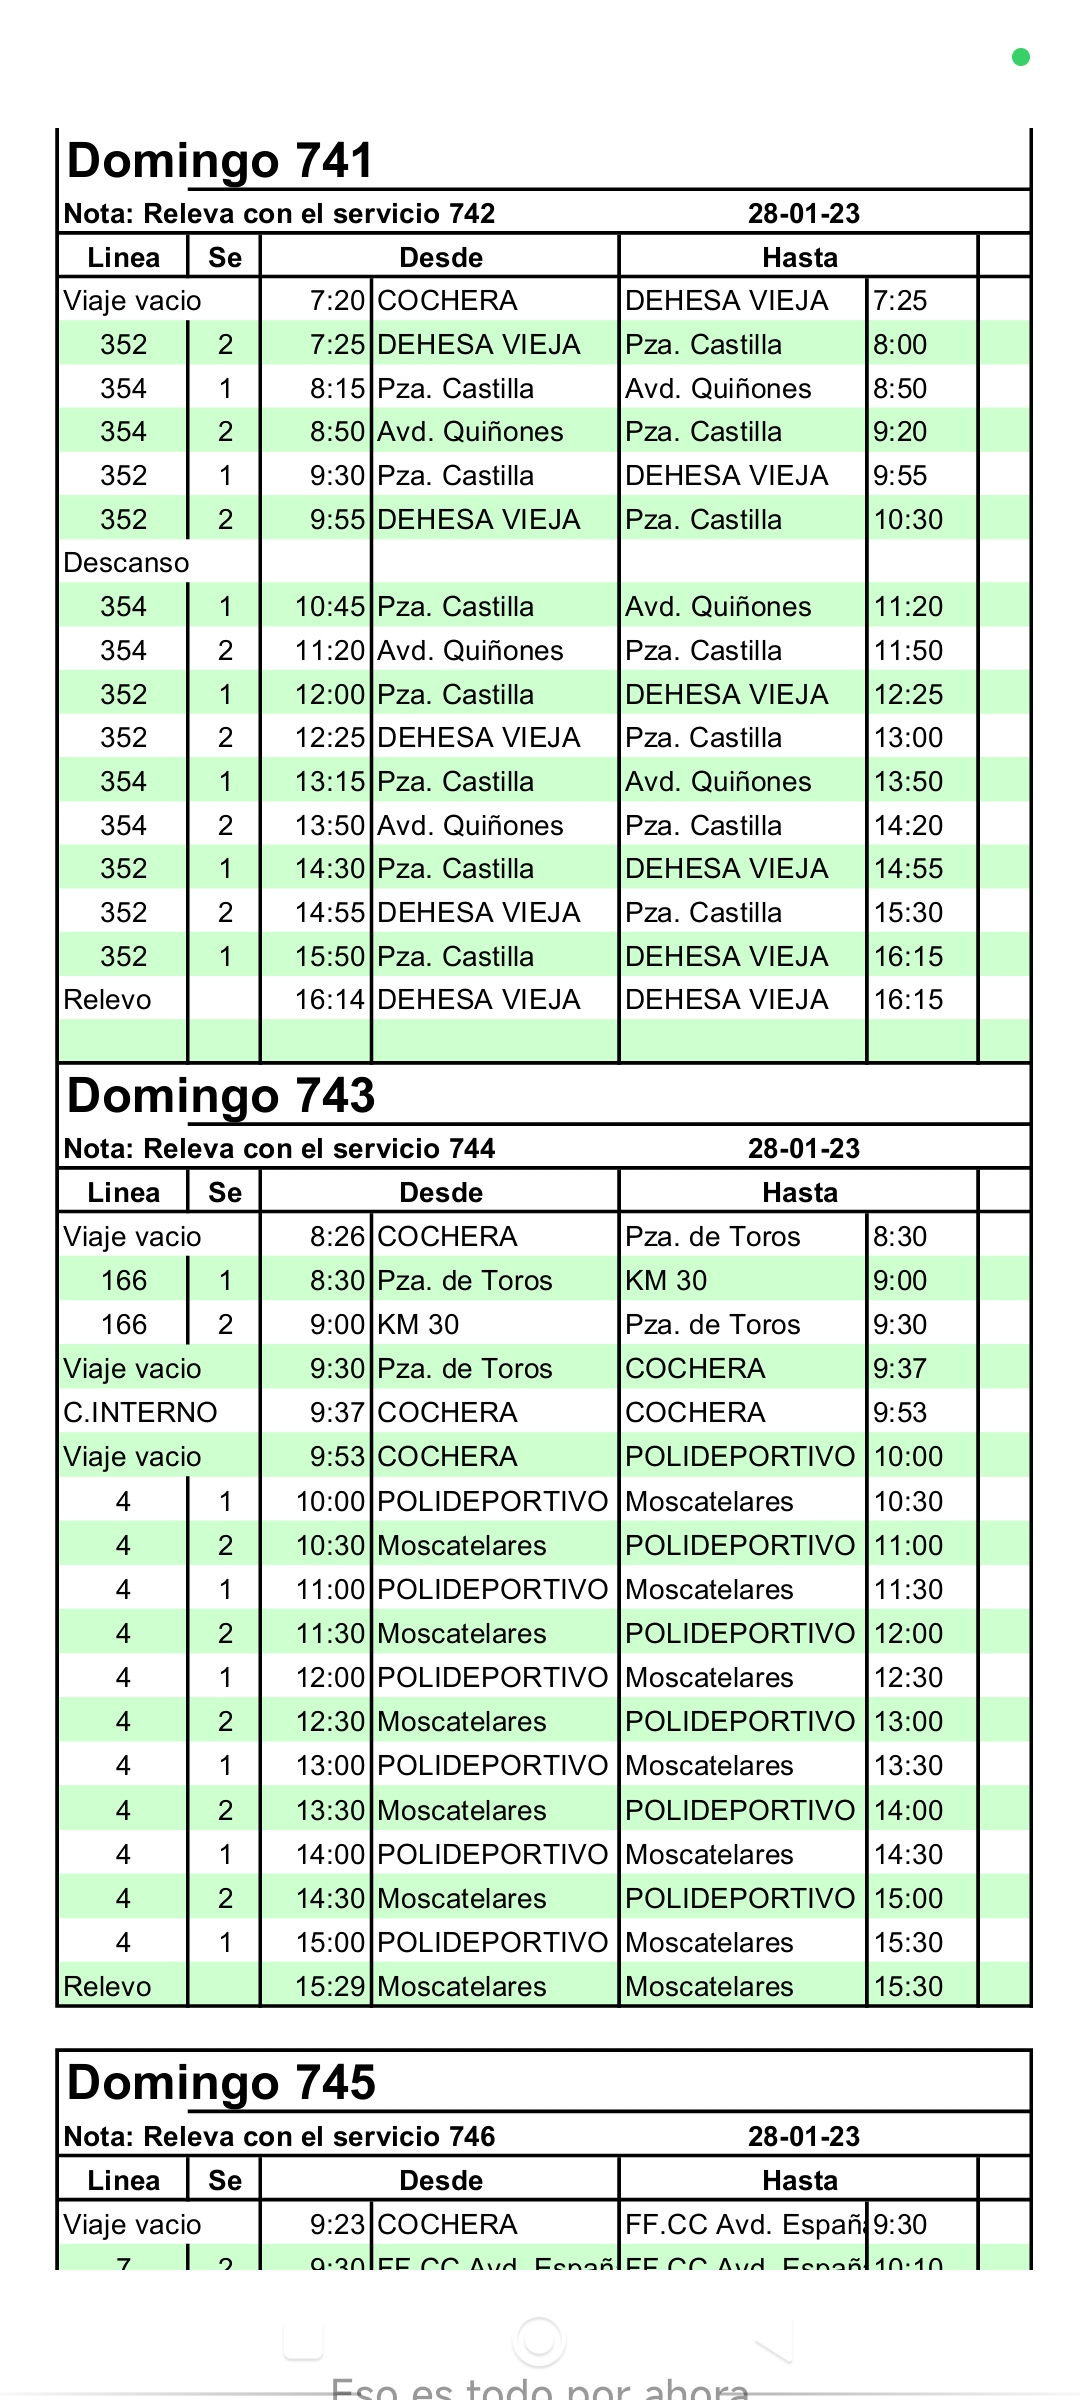 Domingo 741
Nota: Releva con el servicio 742 28-01-23
Linea Se Desde Hasta
Viaje vacio 7:20 COCHERA DEHESA VIEJA 7:25
352 2 7:25 DEHESA VIEJA Pza. Castilla 8:00
354 1 8:15 Pza. Castilla Avd. Quiñones 8:50
354 2 8:50 Avd. Quiñones Pza. Castilla 9:20
352 1 9:30 Pza. Castilla DEHESA VIEJA 9:55
352 2 9:55 DEHESA VIEJA Pza. Castilla 10:30
Descanso
354 1 10:45 Pza. Castilla Avd. Quiñones 11:20
354 2 11:20 Avd. Quiñones Pza. Castilla 11:50
352 1 12:00 Pza. Castilla DEHESA VIEJA 12:25
352 2 12:25 DEHESA VIEJA Pza. Castilla 13:00
354 1 13:15 Pza. Castilla Avd. Quiñones 13:50
354 2 13:50 Avd. Quiñones Pza. Castilla 14:20
352 1 14:30 Pza. Castilla DEHESA VIEJA 14:55
352 2 14:55 DEHESA VIEJA Pza. Castilla 15:30
352 1 15:50 Pza. Castilla DEHESA VIEJA 16:15
Relevo 16:14 DEHESA VIEJA DEHESA VIEJA 16:15
Domingo 743
Nota: Releva con el servicio 744 28-01-23
Linea Se Desde Hasta
Viaje vacio 8:26 COCHERA Pza. de Toros 8:30
166 1 8:30 Pza. de Toros KM 30 9:00
166 2 9:00 KM 30 Pza. de Toros 9:30
Viaje vacio 9:30 Pza. de Toros COCHERA 9:37
C.INTERNO 9:37 COCHERA COCHERA 9:53
Viaje vacio 9:53 COCHERA POLIDEPORTIVO 10:00
4 1 10:00 POLIDEPORTIVO Moscatelares 10:30
4 2 10:30 Moscatelares POLIDEPORTIVO 11:00
4 1 11:00 POLIDEPORTIVO Moscatelares 11:30
4 2 11:30 Moscatelares POLIDEPORTIVO 12:00
4 1 12:00 POLIDEPORTIVO Moscatelares 12:30
4 2 12:30 Moscatelares POLIDEPORTIVO 13:00
4 1 13:00 POLIDEPORTIVO Moscatelares 13:30
4 2 13:30 Moscatelares POLIDEPORTIVO 14:00
4 1 14:00 POLIDEPORTIVO Moscatelares 14:30
4 2 14:30 Moscatelares POLIDEPORTIVO 15:00
4 1 15:00 POLIDEPORTIVO Moscatelares 15:30
Relevo 15:29 Moscatelares Moscatelares 15:30
Domingo 745
Nota: Releva con el servicio 746 28-01-23
Linea Se Desde Hasta
Viaje vacio 9:23 COCHERA FF.CC Avd. Españ 9:30
7 2 9:30 FF.CC Avd. Españ FF.CC Avd. Españ 10:10
Eso es todo por ahora